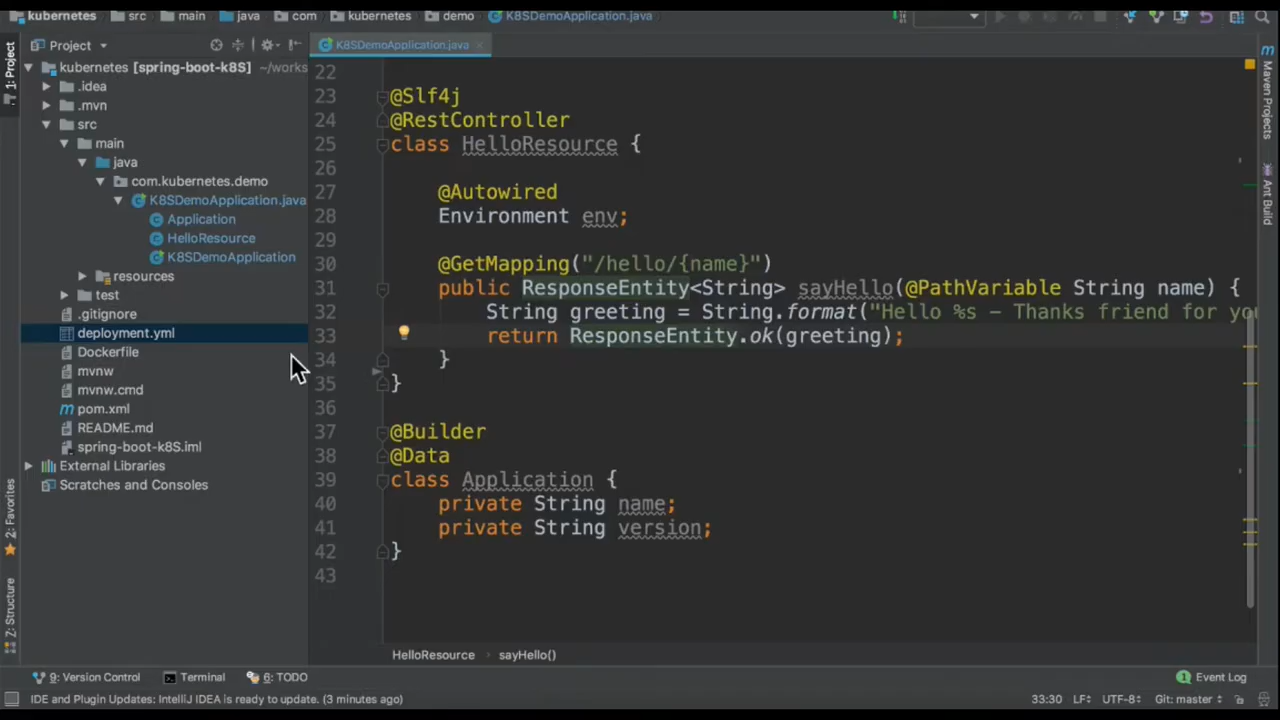 kubernetes src main java com kubernetes demo K8SDemoApplication.java
Project
K8SDemoApplication.java
1: Project
2: Favorites
Z: Structure
kubernetes [spring-boot-k8S] ~/works
.idea
.mvn
src
main
java
com.kubernetes.demo
K8SDemoApplication.java
Application
HelloResource
K8SDemoApplication
resources
test
.gitignore
deployment.yml
Dockerfile
mvnw
mvnw.cmd
pom.xml
README.md
spring-boot-k8S.iml
External Libraries
Scratches and Consoles
22
23 @Slf4j
24 @RestController
25 class HelloResource {
26
27 @Autowired
28 Environment env;
29
30 @GetMapping("/hello/{name}")
31 public ResponseEntity<String> sayHello(@PathVariable String name) {
32 String greeting = String.format("Hello %s – Thanks friend for you
33 return ResponseEntity.ok(greeting);
34 }
35 }
36
37 @Builder
38 @Data
39 class Application {
40 private String name;
41 private String version;
42 }
43
Maven Projects
Ant Build
HelloResource sayHello()
9: Version Control Terminal 6: TODO Event Log
IDE and Plugin Updates: IntelliJ IDEA is ready to update. (3 minutes ago) 33:30 LF UTF-8 Git: master